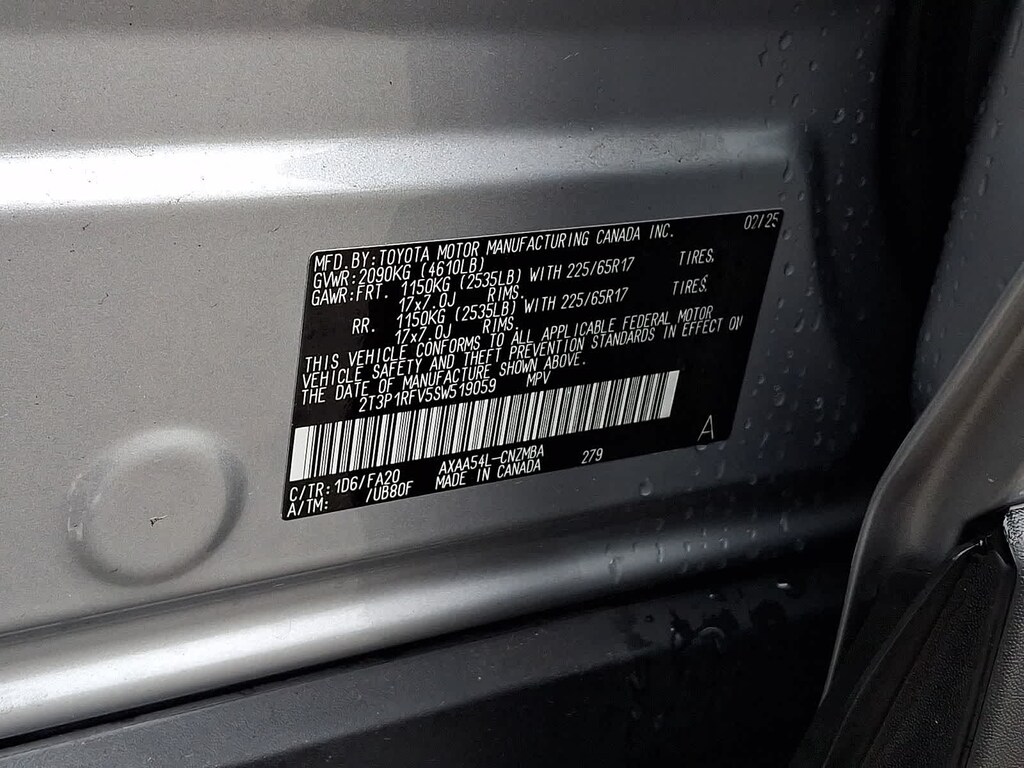 MFD. BY: TOYOTA MOTOR MANUFACTURING CANADA INC. 02/25
GVWR: 2090KG (4610LB)
GAWR: FRT. 1150KG (2535LB) WITH 225/65R17 TIRES,
17x7.0J RIMS.
RR. 1150KG (2535LB) WITH 225/65R17 TIRES,
17x7.0J RIMS.
THIS VEHICLE CONFORMS TO ALL APPLICABLE FEDERAL MOTOR
VEHICLE SAFETY AND THEFT PREVENTION STANDARDS IN EFFECT ON
THE DATE OF MANUFACTURE SHOWN ABOVE.
2T3P1RFV5SW519059 MPV
A
C/TR: 1D6/FA20 AXAA54L-CNZMBA 279
A/TM: /UB80F MADE IN CANADA